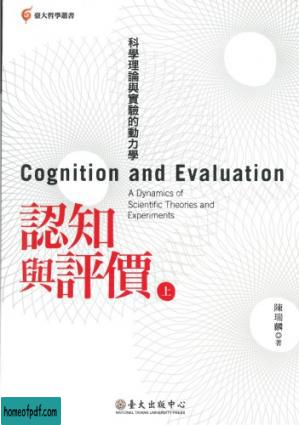 臺大哲學叢書
科學理論與實驗的動力學
Cognition and Evaluation
A Dynamics of
Scientific Theories and
Experiments
認知
與評價 上
陳瑞麟 著
臺大出版中心
NATIONAL TAIWAN UNIVERSITY PRESS
homeofpdf.com